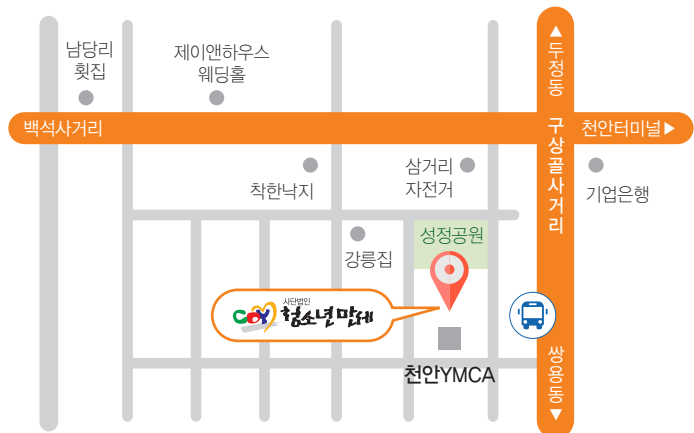 남당리
횟집
제이앤하우스
웨딩홀
▲두정동
백석사거리
구상골사거리
천안터미널▶
착한낙지
삼거리
자전거
기업은행
강릉집
성정공원
사단법인
CDY 청소년만세
천안YMCA
쌍용동▼